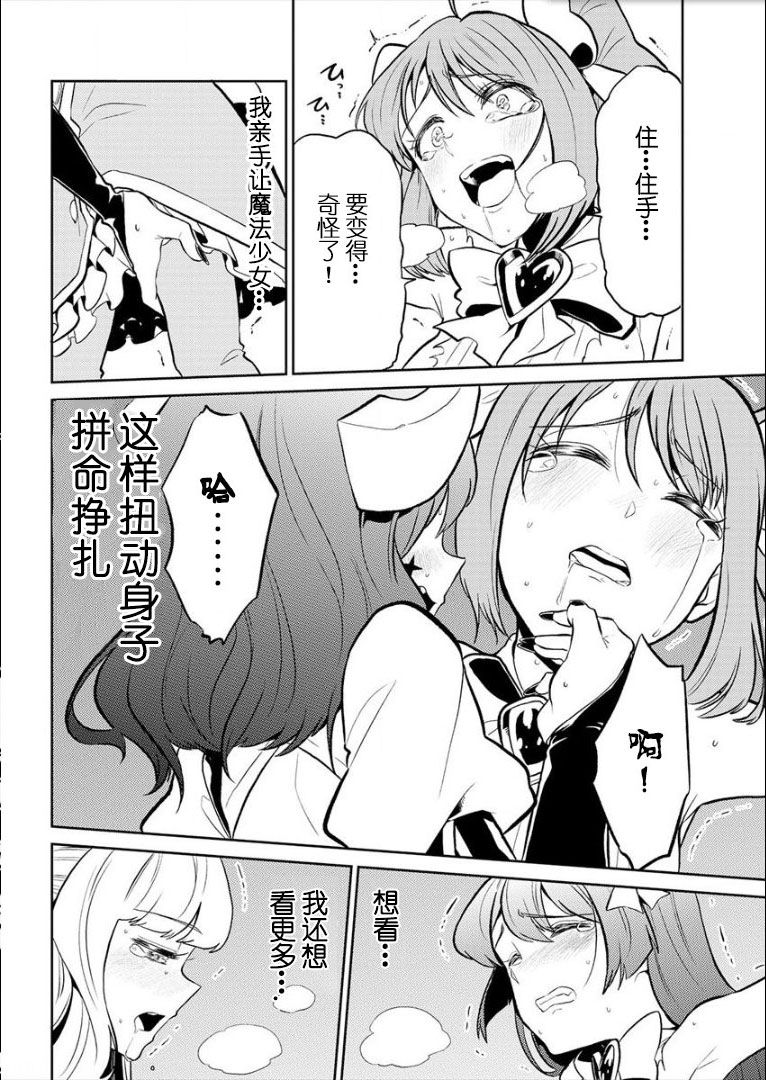 住…
住手…
要变得…
奇怪了！
ひっ
ひっ
我亲手让魔法少女…
啊！
哈……
这样扭动身子
拼命挣扎
想看…
我还想
看更多…